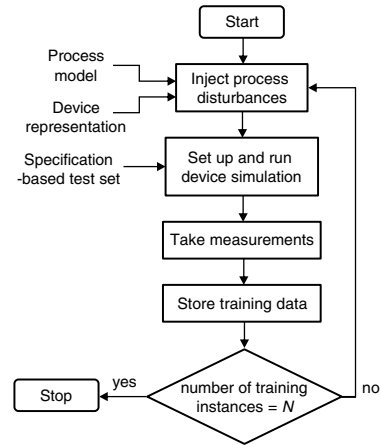 Start
Process
model
Inject process
disturbances
Device
representation
Specification
-based test set
Set up and run
device simulation
Take measurements
Store training data
number of training
instances = N
yes
no
Stop